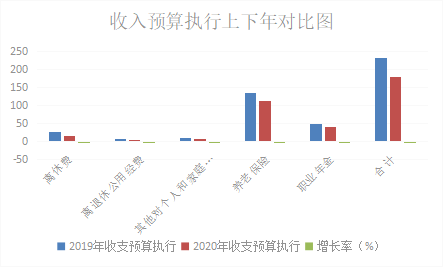 收入预算执行上下年对比图
250
200
150
100
50
0
-50
离休费
离退休公用经费
其他对个人和家庭…
养老保险
职业年金
合计
2019年收支预算执行 2020年收支预算执行 增长率（%）